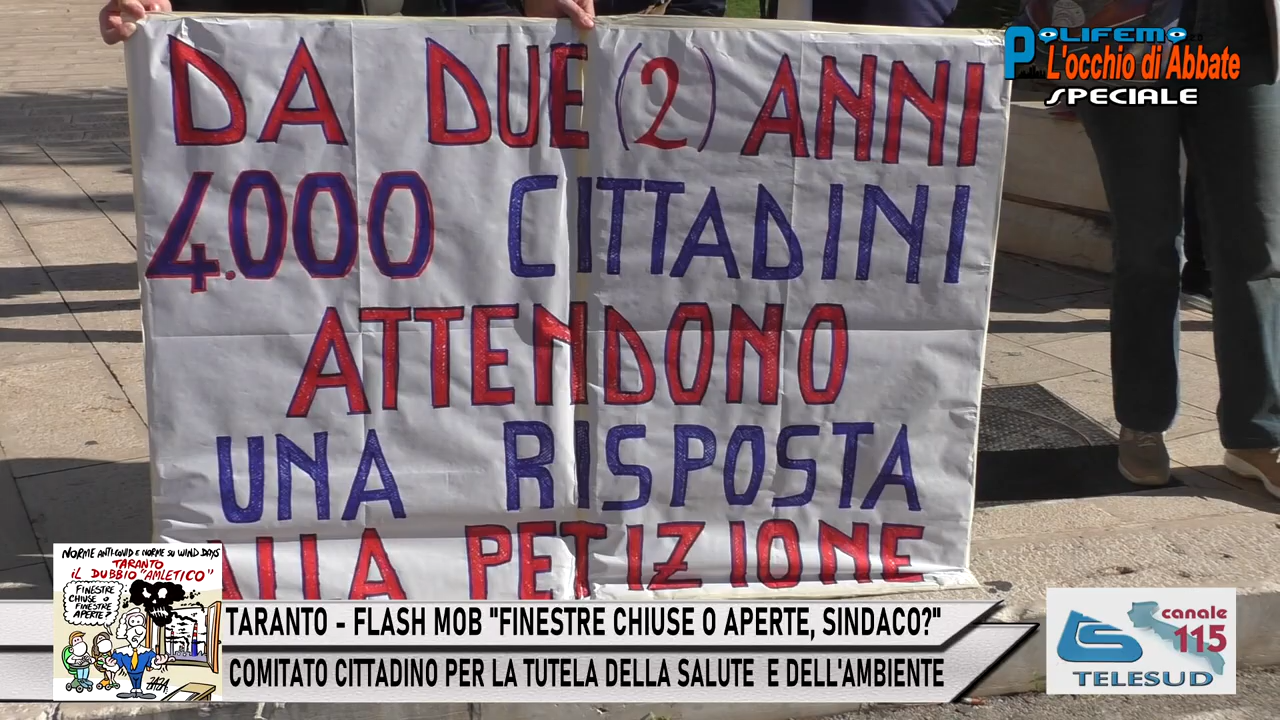 DA DUE (2) ANNI
4.000 CITTADINI
ATTENDONO
UNA RISPOSTA
ALLA PETIZIONE
POLIFEMO
L'occhio di Abbate
SPECIALE
NORME ANTI-COVID E NORME SU WIND DAYS
TARANTO
IL DUBBIO "AMLETICO"
FINESTRE
CHIUSE O
FINESTRE
APERTE?
TARANTO - FLASH MOB "FINESTRE CHIUSE O APERTE, SINDACO?"
COMITATO CITTADINO PER LA TUTELA DELLA SALUTE E DELL'AMBIENTE
canale
115
TELESUD